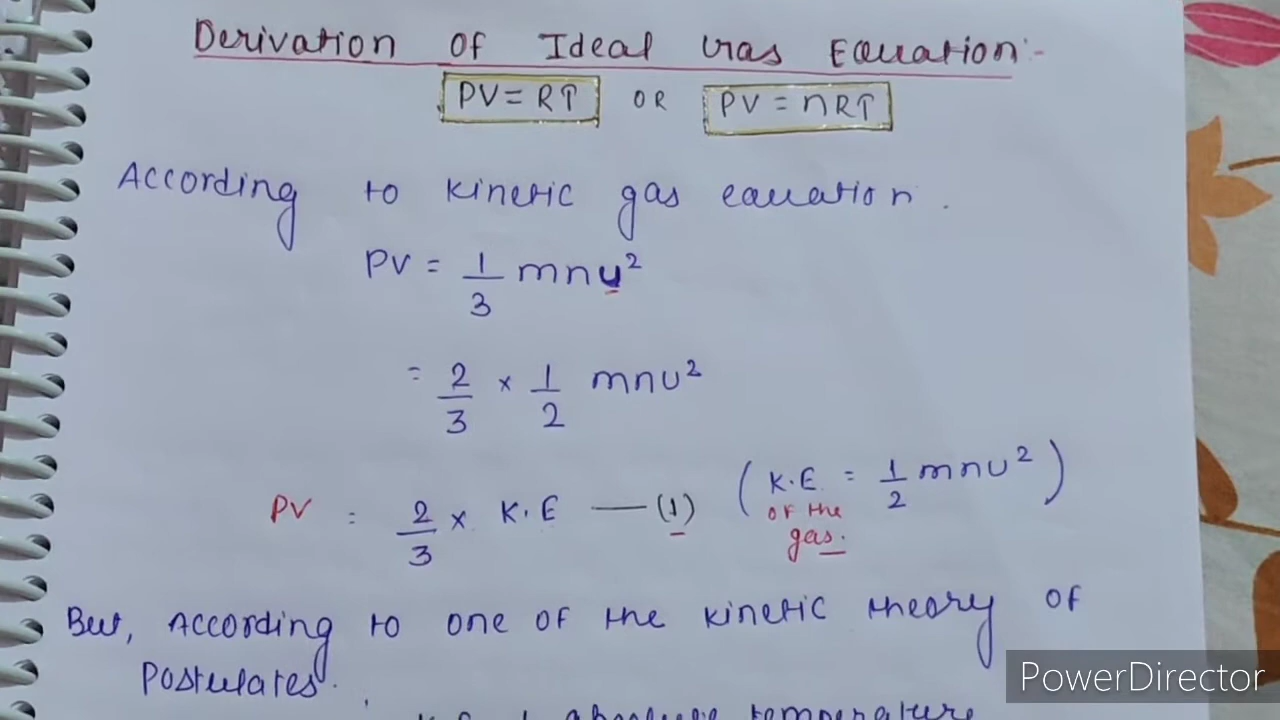 Derivation of Ideal Gas Equation:-
PV = RT OR PV = nRT
According to kinetic gas equation.
PV = 1/3 mnu²
= 2/3 × 1/2 mnu²
PV = 2/3 × K.E — (1) (K.E of the gas. = 1/2 mnu²)
But, According to one of the kinetic theory of
Postulates.
absolute temperature
PowerDirector